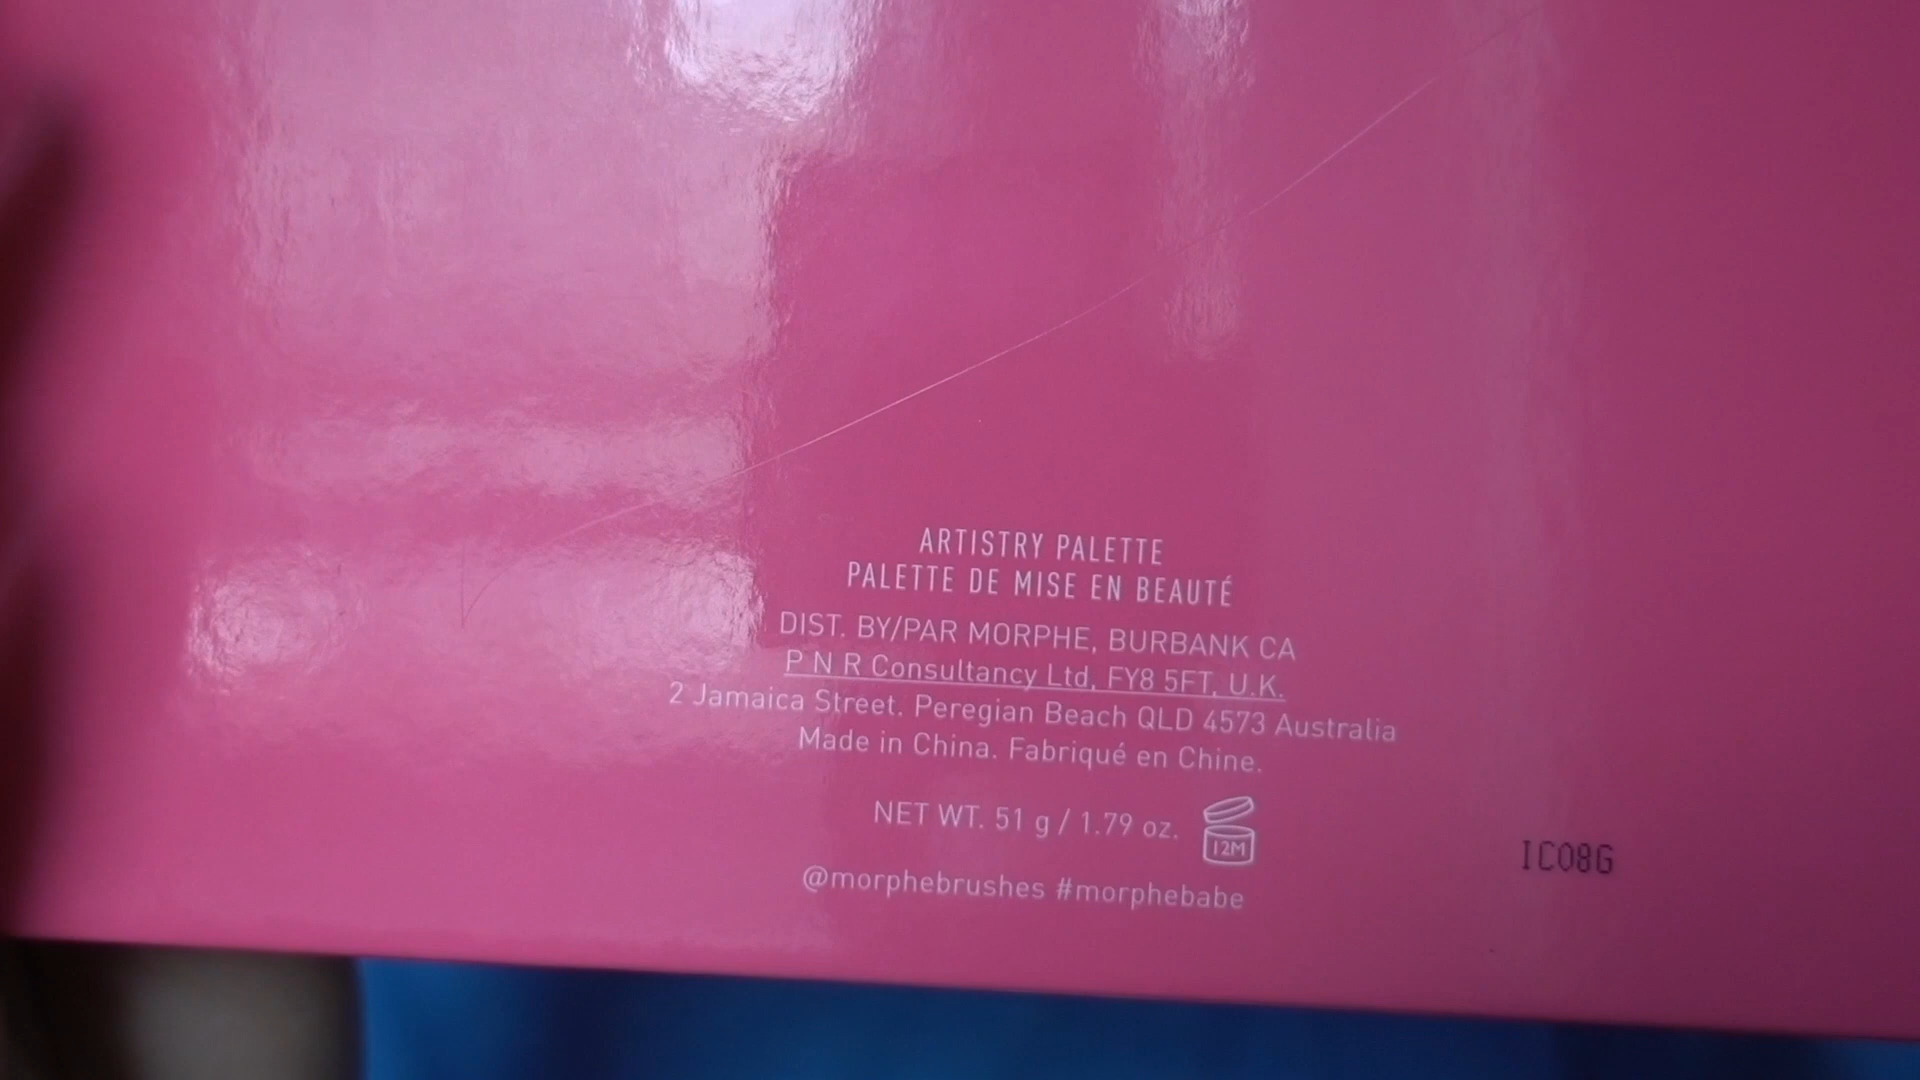 ARTISTRY PALETTE
PALETTE DE MISE EN BEAUTÉ
DIST. BY/PAR MORPHE, BURBANK CA
P N R Consultancy Ltd, FY8 5FT, U.K.
2 Jamaica Street. Peregian Beach QLD 4573 Australia
Made in China. Fabriqué en Chine.
NET WT. 51 g / 1.79 oz.
12M
IC08G
@morphebrushes #morphebabe